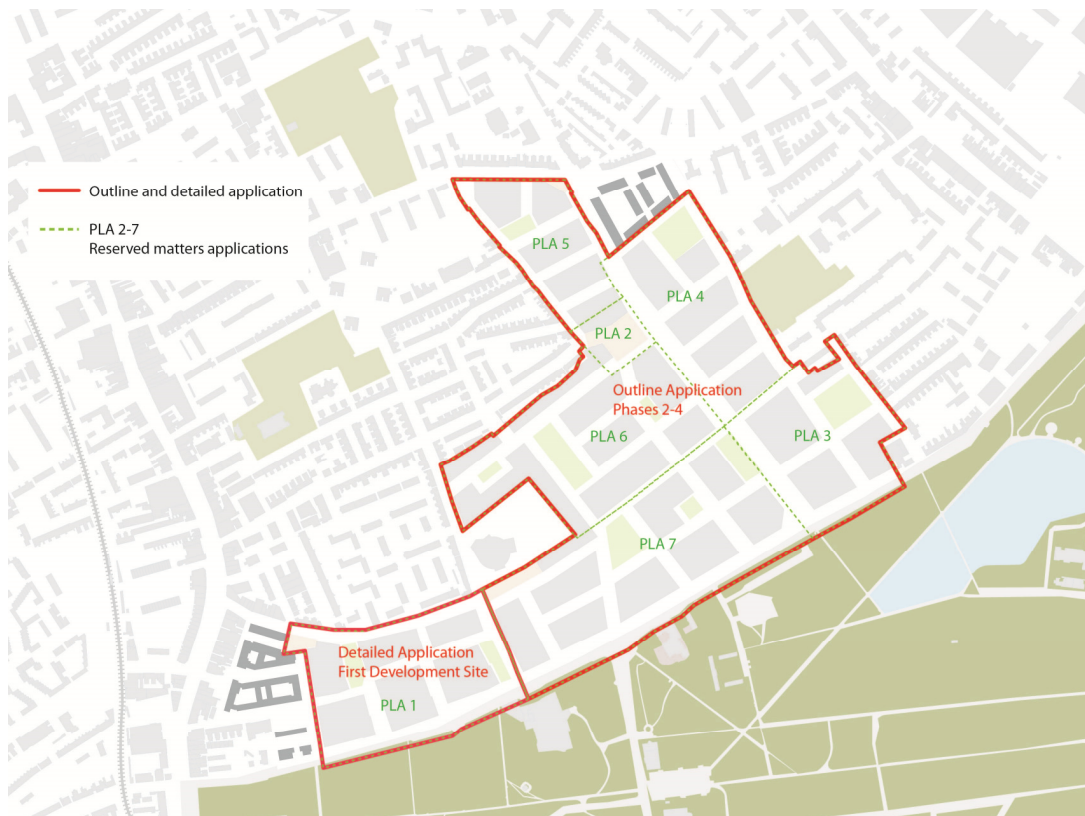 Outline and detailed application
PLA 2-7
Reserved matters applications
PLA 5
PLA 4
PLA 2
Outline Application
Phases 2-4
PLA 6
PLA 3
PLA 7
Detailed Application
First Development Site
PLA 1